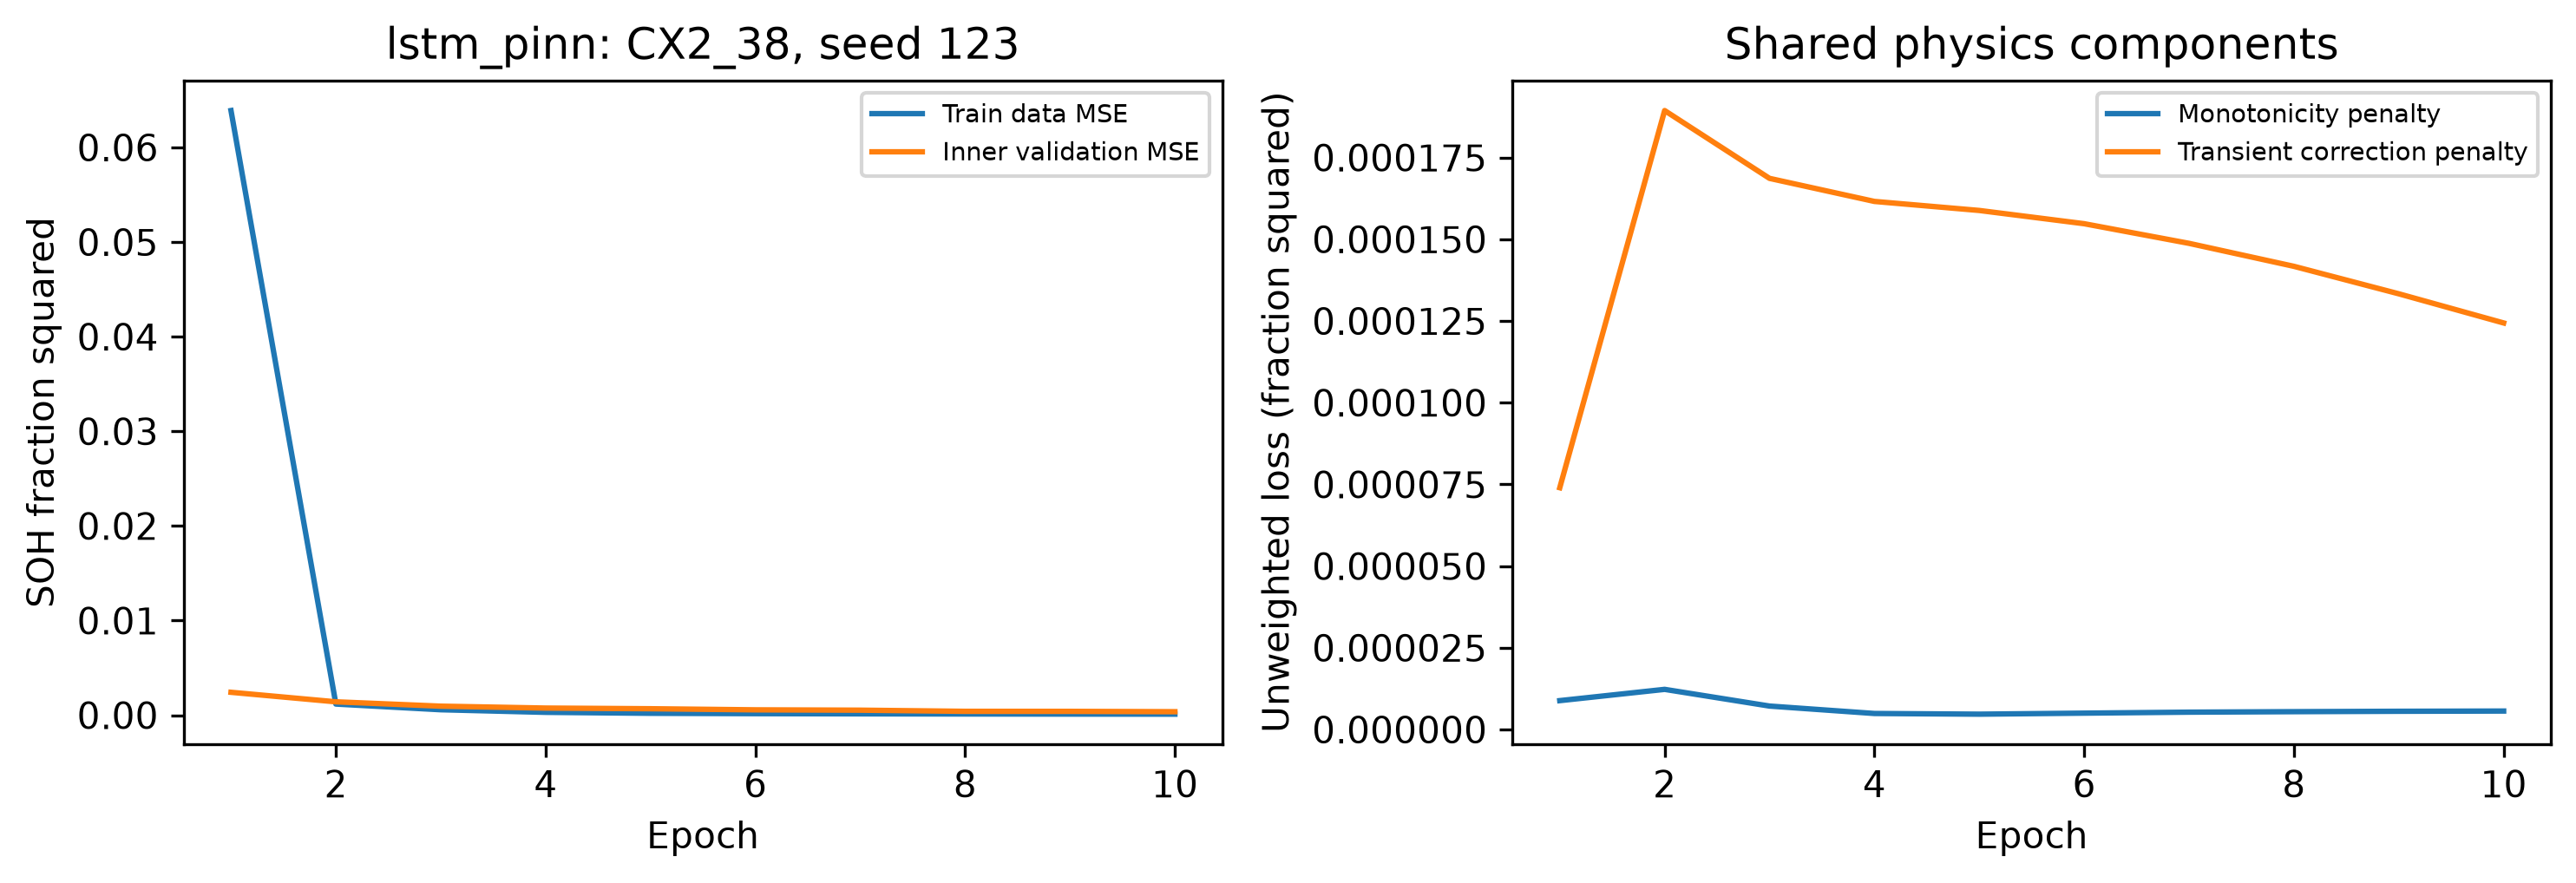 lstm_pinn: CX2_38, seed 123
SOH fraction squared
0.06
0.05
0.04
0.03
0.02
0.01
0.00
Train data MSE
Inner validation MSE
2 4 6 8 10
Epoch
Shared physics components
Unweighted loss (fraction squared)
0.000175
0.000150
0.000125
0.000100
0.000075
0.000050
0.000025
0.000000
Monotonicity penalty
Transient correction penalty
2 4 6 8 10
Epoch